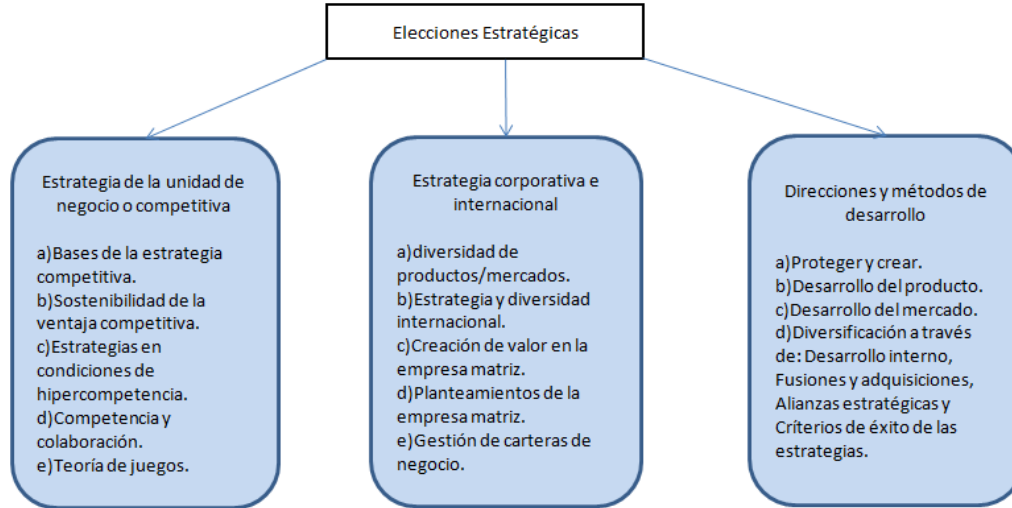 Elecciones Estratégicas
Estrategia de la unidad de
negocio o competitiva
a)Bases de la estrategia
competitiva.
b)Sostenibilidad de la
ventaja competitiva.
c)Estrategias en
condiciones de
hipercompetencia.
d)Competencia y
colaboración.
e)Teoría de juegos.
Estrategia corporativa e
internacional
a)diversidad de
productos/mercados.
b)Estrategia y diversidad
internacional.
c)Creación de valor en la
empresa matriz.
d)Planteamientos de la
empresa matriz.
e)Gestión de carteras de
negocio.
Direcciones y métodos de
desarrollo
a)Proteger y crear.
b)Desarrollo del producto.
c)Desarrollo del mercado.
d)Diversificación a través
de: Desarrollo interno,
Fusiones y adquisiciones,
Alianzas estratégicas y
Críterios de éxito de las
estrategias.